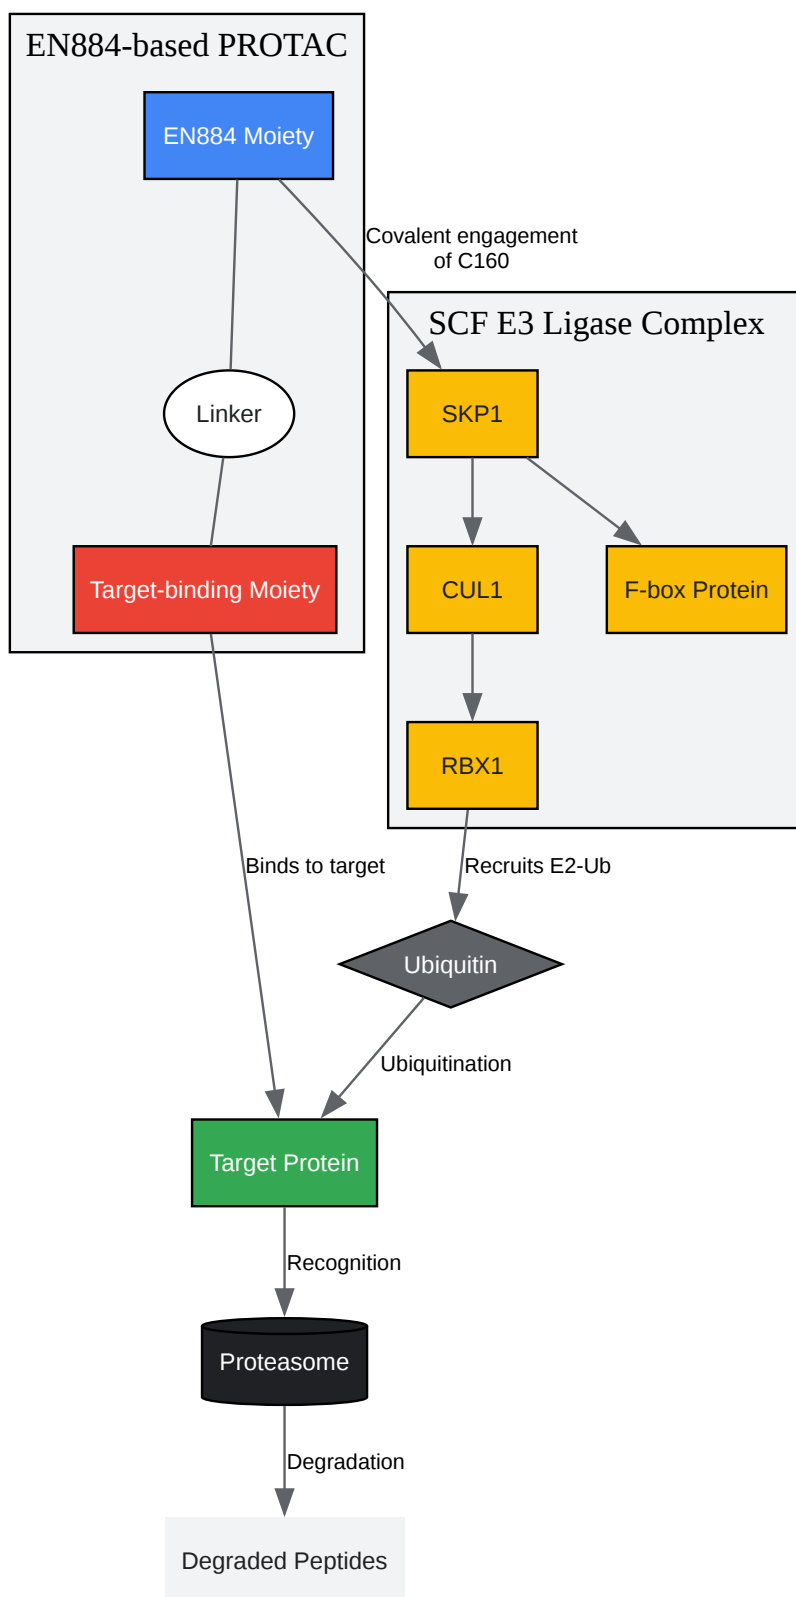 EN884-based PROTAC
EN884 Moiety
Covalent engagement
of C160
SCF E3 Ligase Complex
Linker
SKP1
Target-binding Moiety
CUL1
F-box Protein
RBX1
Binds to target
Recruits E2-Ub
Ubiquitin
Ubiquitination
Target Protein
Recognition
Proteasome
Degradation
Degraded Peptides